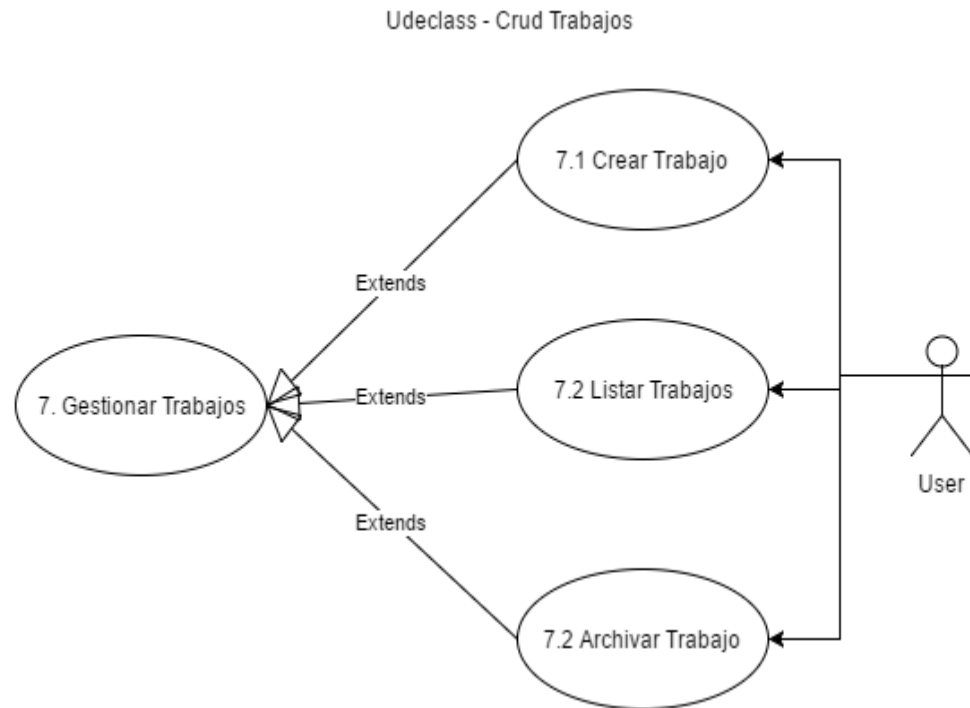 Udeclass - Crud Trabajos
7.1 Crear Trabajo
Extends
7. Gestionar Trabajos
Extends
7.2 Listar Trabajos
User
Extends
7.2 Archivar Trabajo